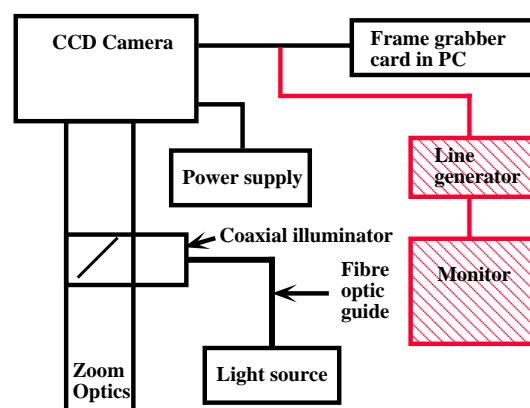 CCD Camera
Frame grabber
card in PC
Line
generator
Power supply
Coaxial illuminator
Monitor
Fibre
optic
guide
Zoom
Optics
Light source